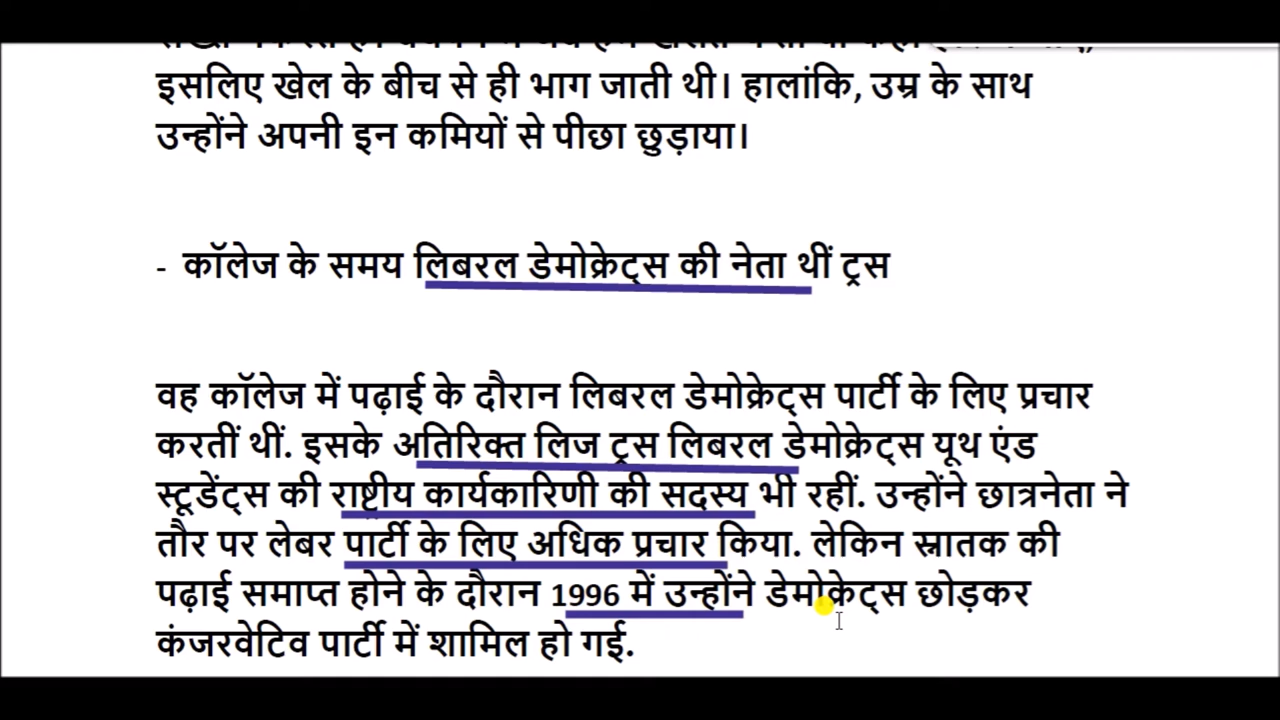 इसलिए खेल के बीच से ही भाग जाती थी। हालांकि, उम्र के साथ
उन्होंने अपनी इन कमियों से पीछा छुड़ाया।
- कॉलेज के समय लिबरल डेमोक्रेट्स की नेता थीं ट्रस
वह कॉलेज में पढ़ाई के दौरान लिबरल डेमोक्रेट्स पार्टी के लिए प्रचार
करतीं थीं. इसके अतिरिक्त लिज ट्रस लिबरल डेमोक्रेट्स यूथ एंड
स्टूडेंट्स की राष्ट्रीय कार्यकारिणी की सदस्य भी रहीं. उन्होंने छात्रनेता ने
तौर पर लेबर पार्टी के लिए अधिक प्रचार किया. लेकिन स्नातक की
पढ़ाई समाप्त होने के दौरान 1996 में उन्होंने डेमोक्रेट्स छोड़कर
कंजरवेटिव पार्टी में शामिल हो गई.